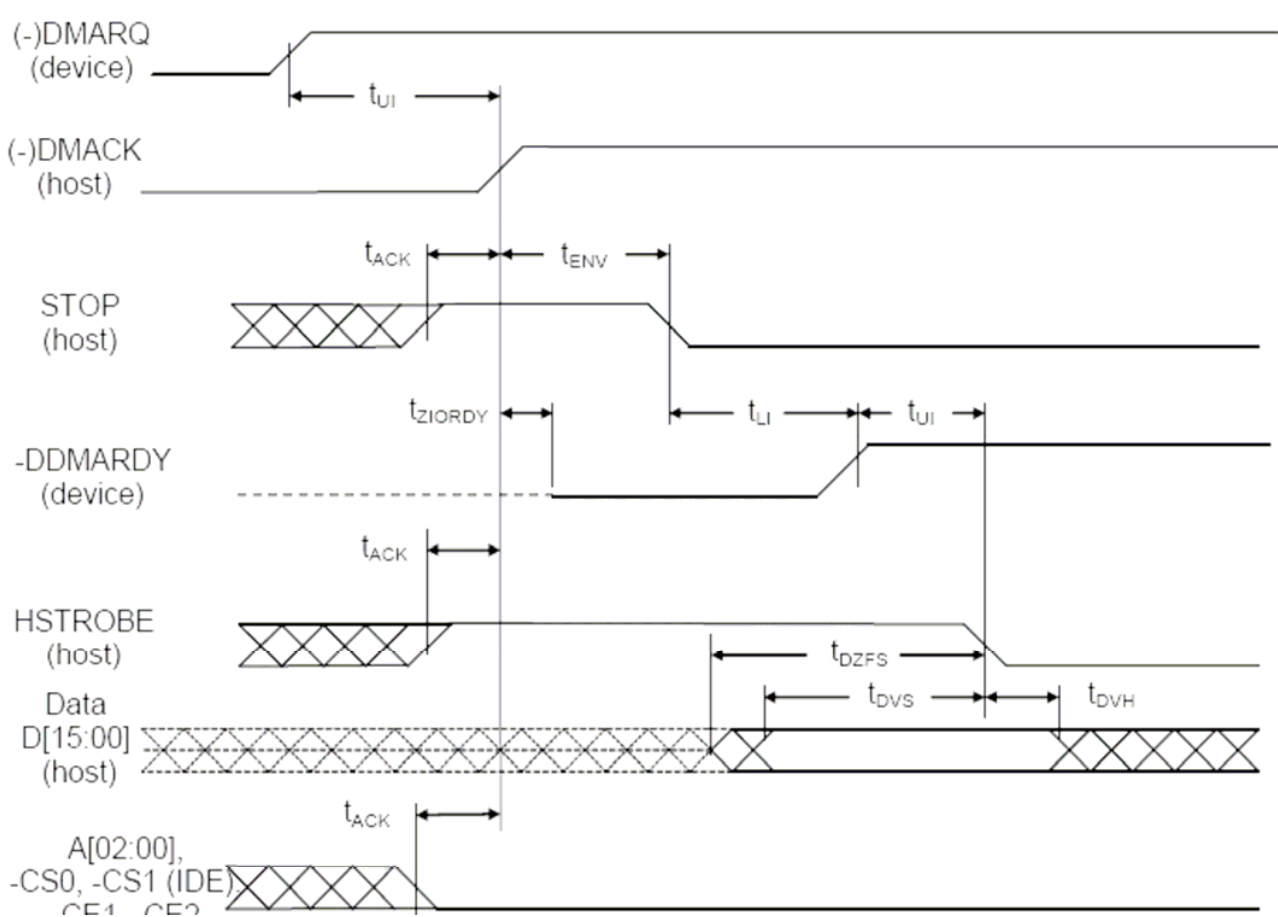 (-)DMARQ
(device)
tUI
(-)DMACK
(host)
tACK
tENV
STOP
(host)
tZIORDY
tLI
tUI
-DDMARDY
(device)
tACK
HSTROBE
(host)
tDZFS
tDVS
tDVH
Data
D[15:00]
(host)
tACK
A[02:00],
-CS0, -CS1 (IDE),